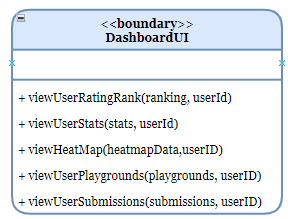 <<boundary>>
DashboardUI
+ viewUserRatingRank(ranking, userId)
+ viewUserStats(stats, userId)
+ viewHeatMap(heatmapData,userID)
+ viewUserPlaygrounds(playgrounds, userID)
+ viewUserSubmissions(submissions, userID)